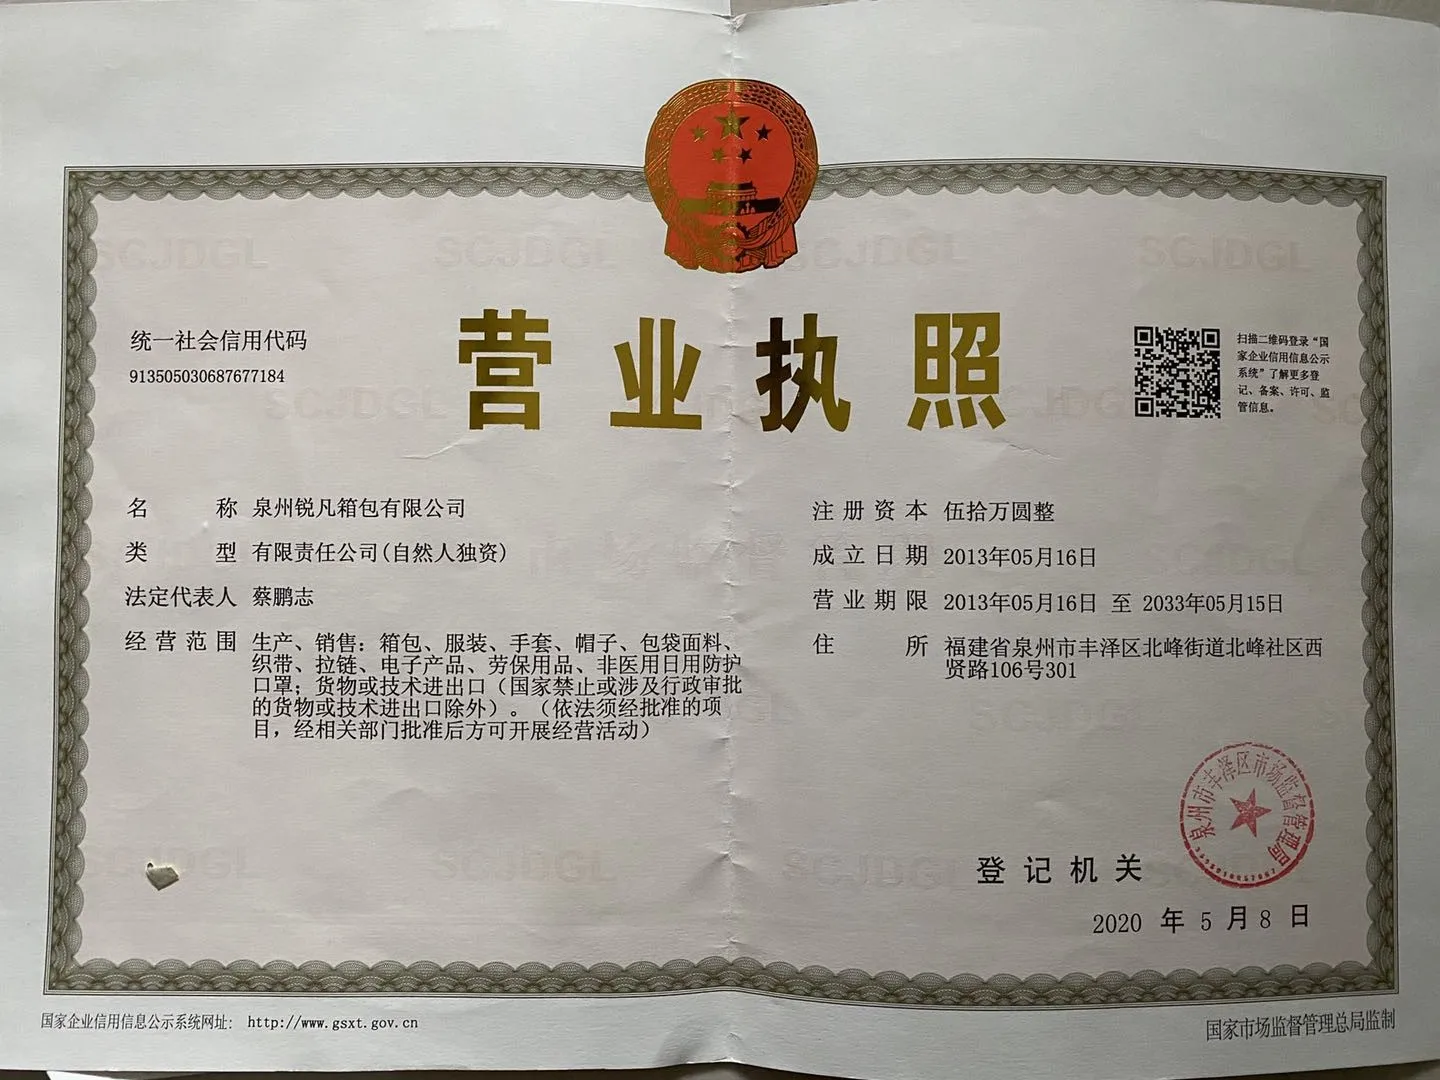 营业执照
统一社会信用代码
913505030687677184
扫描二维码登录“国
家企业信用信息公示
系统”了解更多登
记、备案、许可、监
管信息。
名称 泉州锐凡箱包有限公司
类型 有限责任公司(自然人独资)
法定代表人 蔡鹏志
经营范围 生产、销售：箱包、服装、手套、帽子、包袋面料、
织带、拉链、电子产品、劳保用品、非医用日用防护
口罩；货物或技术进出口（国家禁止或涉及行政审批
的货物或技术进出口除外）。（依法须经批准的项
目，经相关部门批准后方可开展经营活动）
注册资本 伍拾万圆整
成立日期 2013年05月16日
营业期限 2013年05月16日 至 2033年05月15日
住所 福建省泉州市丰泽区北峰街道北峰社区西
贤路106号301
泉州市丰泽区市场监督管理局
登记机关
2020 年 5 月 8 日
国家企业信用信息公示系统网址： http://www.gsxt.gov.cn
国家市场监督管理总局监制